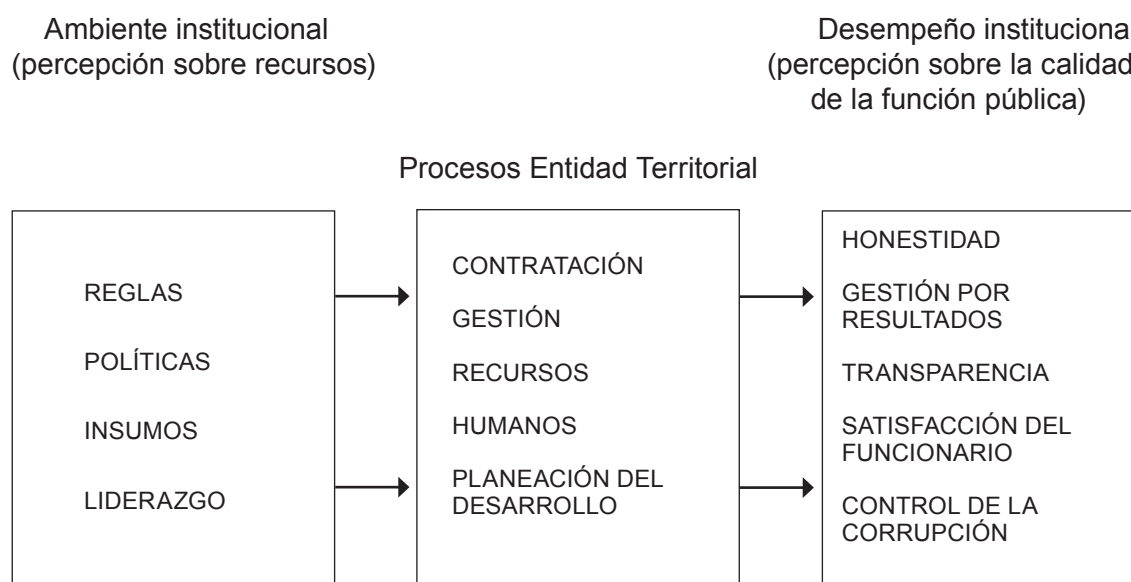 Ambiente institucional
(percepción sobre recursos)
Desempeño instituciona
(percepción sobre la calidad
de la función pública)
Procesos Entidad Territorial
REGLAS
POLÍTICAS
INSUMOS
LIDERAZGO
CONTRATACIÓN
GESTIÓN
RECURSOS
HUMANOS
PLANEACIÓN DEL
DESARROLLO
HONESTIDAD
GESTIÓN POR
RESULTADOS
TRANSPARENCIA
SATISFACCIÓN DEL
FUNCIONARIO
CONTROL DE LA
CORRUPCIÓN